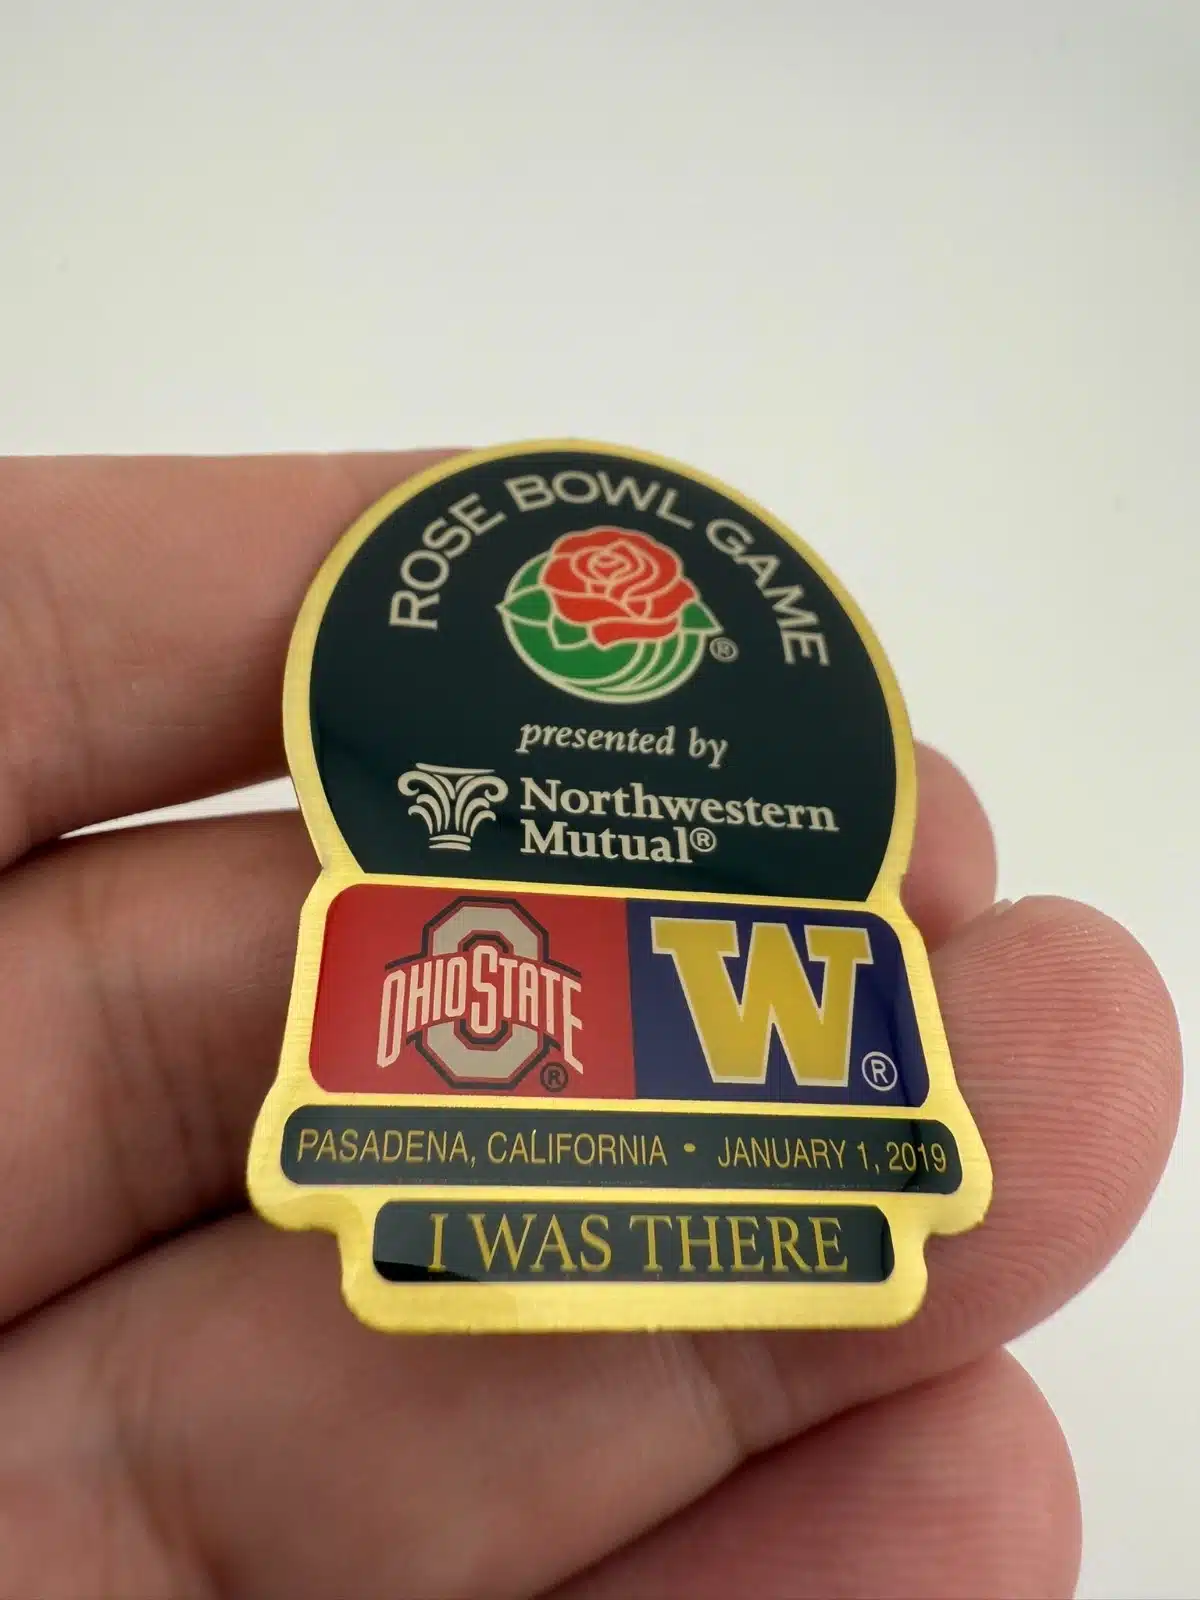 ROSE BOWL GAME
®
presented by
Northwestern
Mutual®
OHIO STATE
®
W
®
PASADENA, CALIFORNIA • JANUARY 1, 2019
I WAS THERE